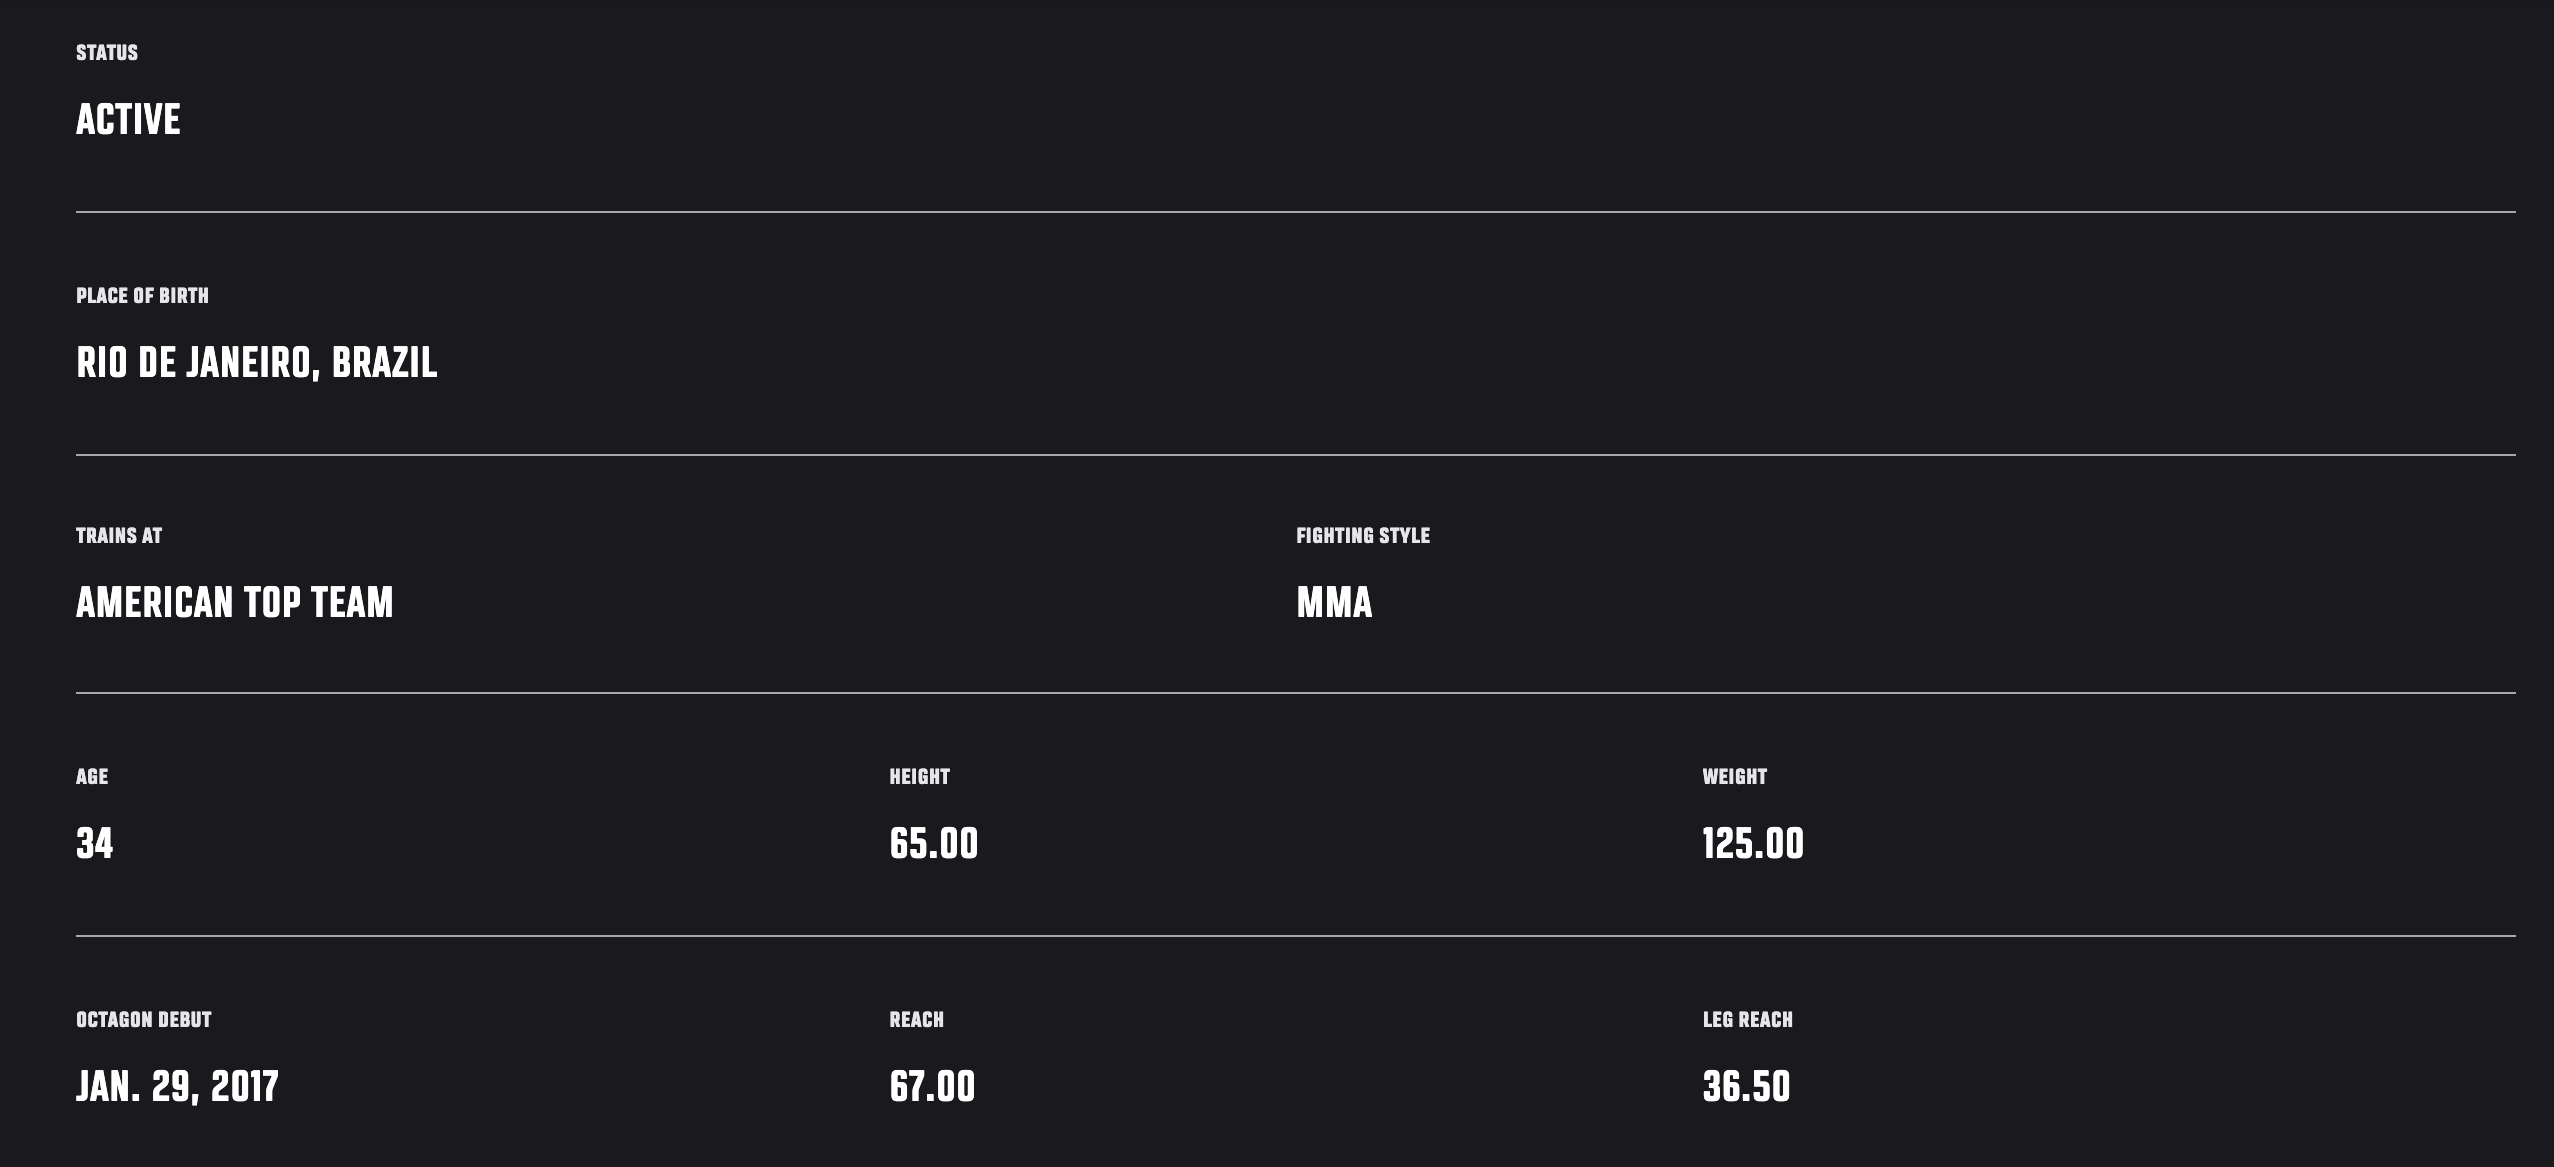 STATUS
ACTIVE
PLACE OF BIRTH
RIO DE JANEIRO, BRAZIL
TRAINS AT
AMERICAN TOP TEAM
FIGHTING STYLE
MMA
AGE
34
HEIGHT
65.00
WEIGHT
125.00
OCTAGON DEBUT
JAN. 29, 2017
REACH
67.00
LEG REACH
36.50